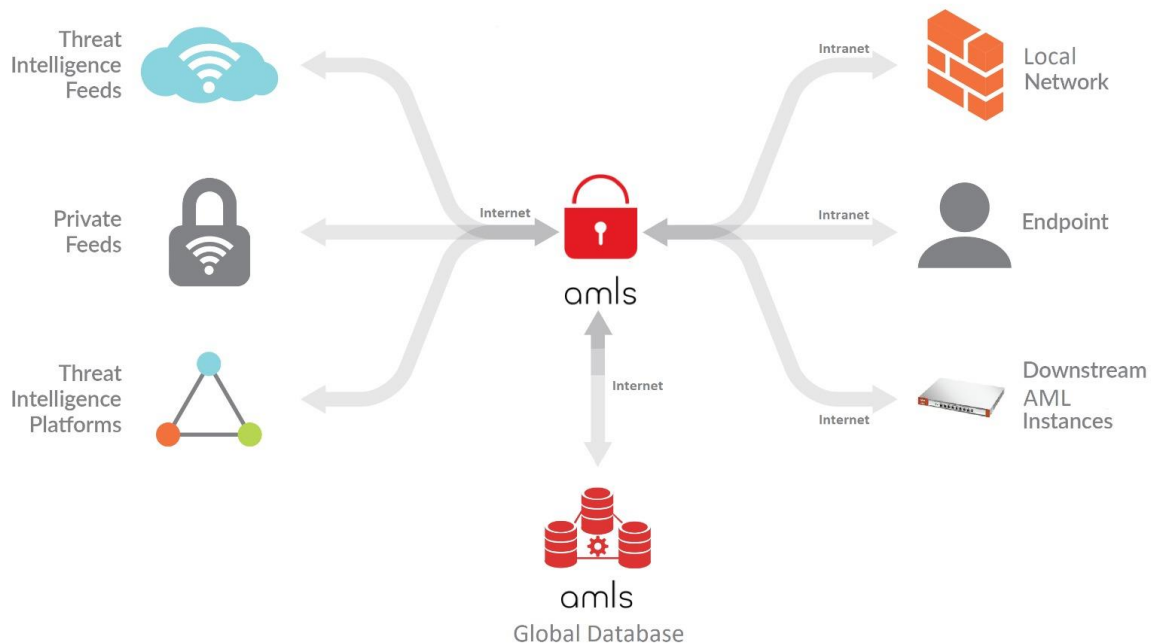 Threat
Intelligence
Feeds
Private
Feeds
Threat
Intelligence
Platforms
Internet
amls
Internet
amls
Global Database
Intranet
Local
Network
Intranet
Endpoint
Internet
Downstream
AML
Instances